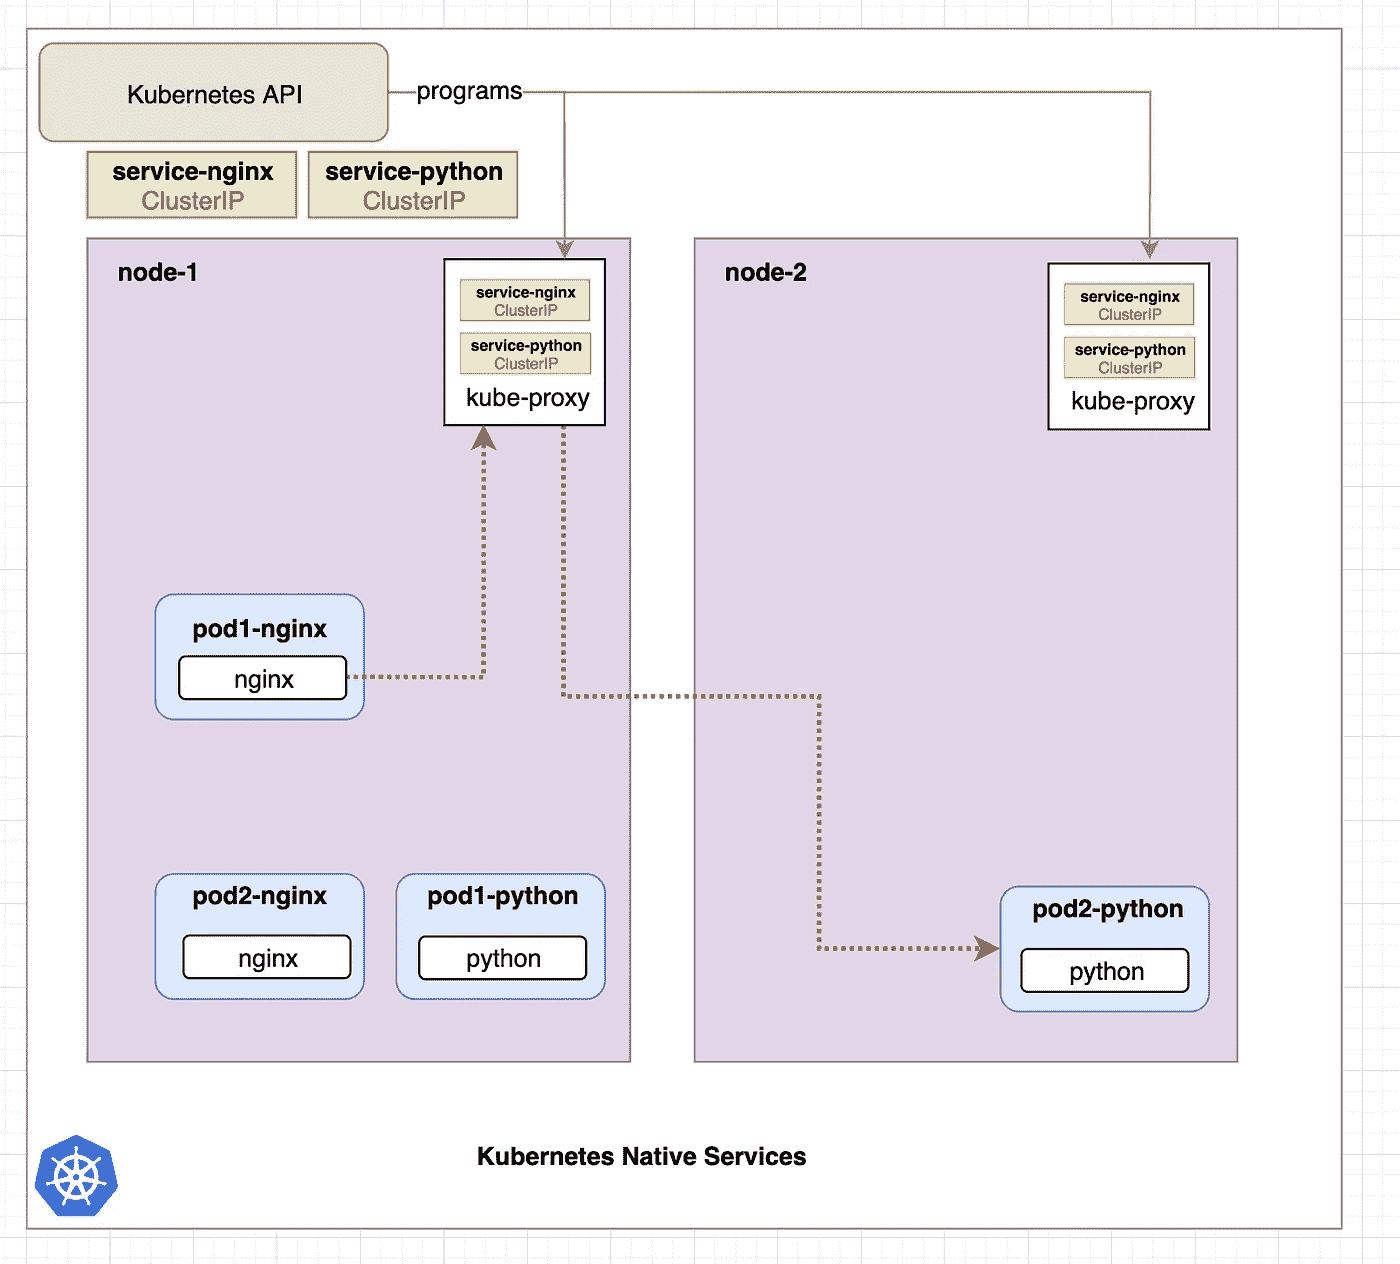 Kubernetes API
programs
service-nginx
ClusterIP
service-python
ClusterIP
node-1
service-nginx
ClusterIP
service-python
ClusterIP
kube-proxy
pod1-nginx
nginx
pod2-nginx
nginx
pod1-python
python
node-2
service-nginx
ClusterIP
service-python
ClusterIP
kube-proxy
pod2-python
python
Kubernetes Native Services